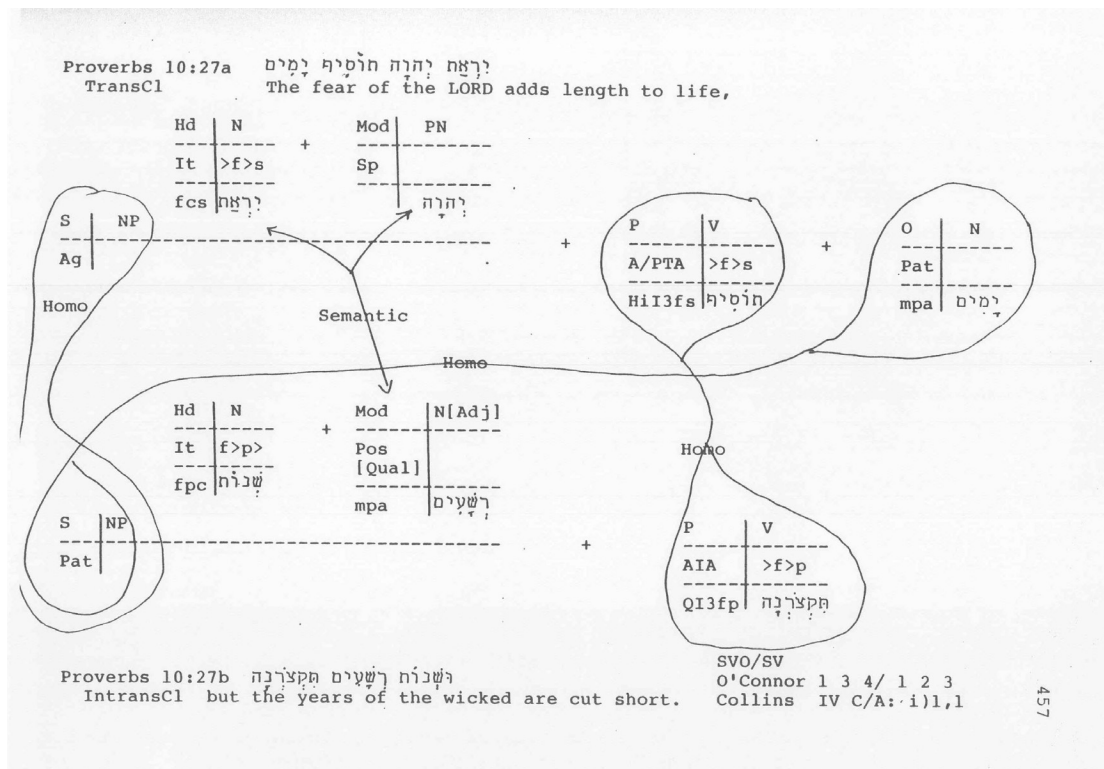 Proverbs 10:27a יִרְאַת יְהוָה תּוֹסִיף יָמִים
TransCl The fear of the LORD adds length to life,
Hd N + Mod PN
It >f>s Sp
fcs יִרְאַת יְהוָה
S NP + P V + O N
Ag A/PTA >f>s Pat
HiI3fs תּוֹסִיף mpa יָמִים
Homo
Semantic
Homo
Hd N + Mod N[Adj]
It f>p> Pos
[Qual]
Homo
fpc שְׁנוֹת mpa רְשָׁעִים
S NP + P V
Pat AIA >f>p
QI3fp תִּקְצֹרְנָה
SVO/SV
Proverbs 10:27b וּשְׁנוֹת רְשָׁעִים תִּקְצֹרְנָה O'Connor 1 3 4/ 1 2 3
IntransCl but the years of the wicked are cut short. Collins IV C/A: i)1,1
457